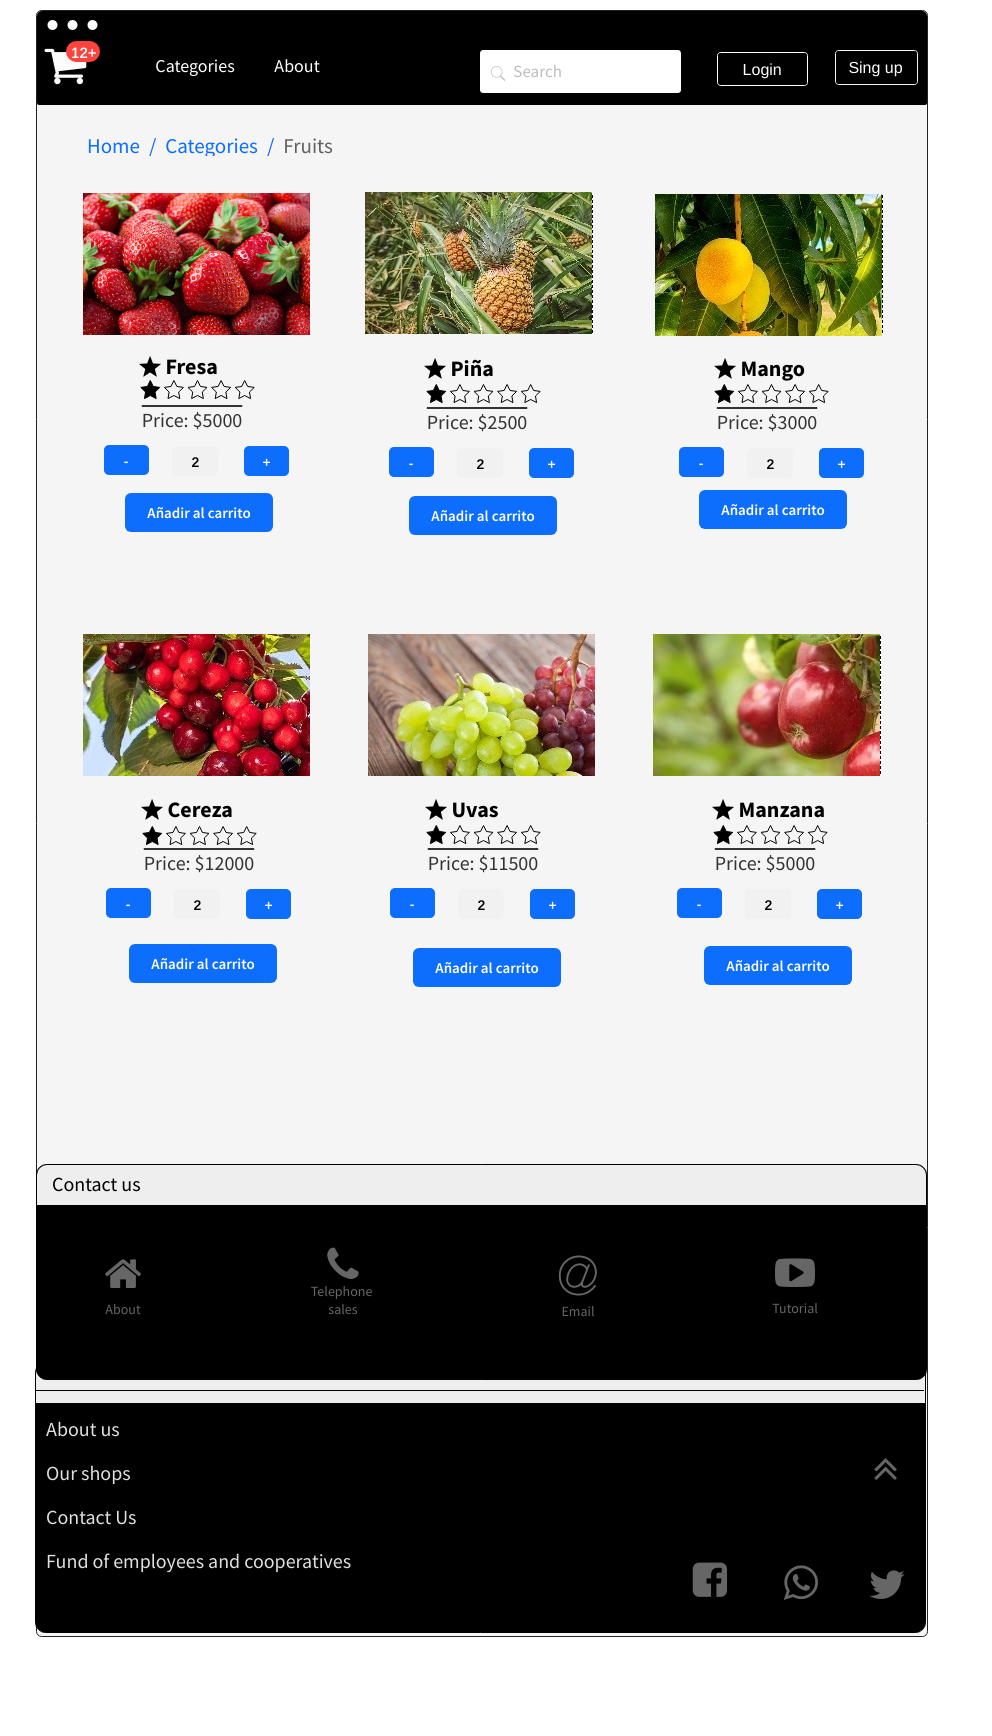 12+
Categories
About
Search
Login
Sing up
Home / Categories / Fruits
Fresa
Price: $5000
- 2 +
Añadir al carrito
Piña
Price: $2500
- 2 +
Añadir al carrito
Mango
Price: $3000
- 2 +
Añadir al carrito
Cereza
Price: $12000
- 2 +
Añadir al carrito
Uvas
Price: $11500
- 2 +
Añadir al carrito
Manzana
Price: $5000
- 2 +
Añadir al carrito
Contact us
About
Telephone
sales
@
Email
Tutorial
About us
Our shops
Contact Us
Fund of employees and cooperatives